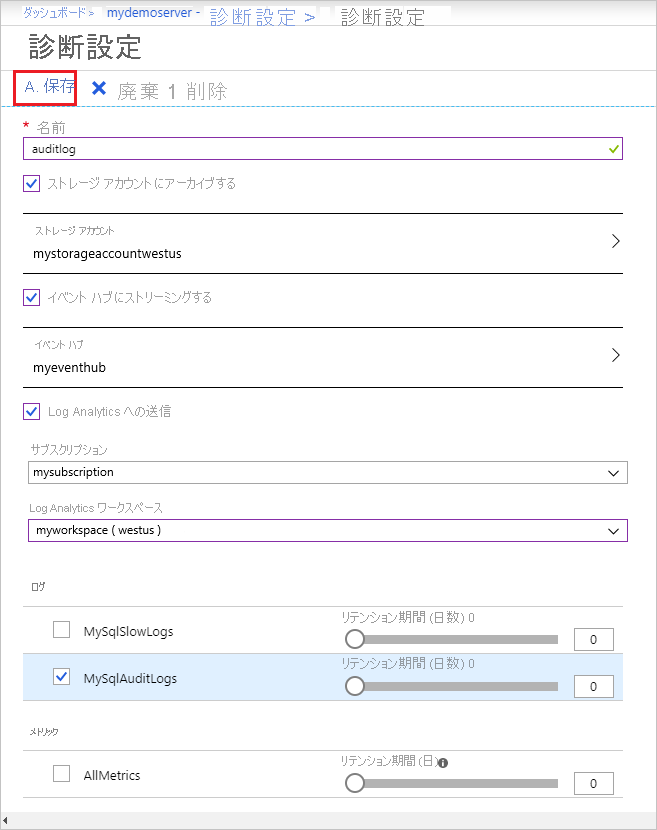 ダッシュボード> mydemoserver - 診断設定 > 診断設定
診断設定
A. 保存 廃棄 1 削除
* 名前
auditlog
ストレージ アカウントにアーカイブする
ストレージ アカウント
mystorageaccountwestus
イベント ハブにストリーミングする
イベント ハブ
myeventhub
Log Analytics への送信
サブスクリプション
mysubscription
Log Analytics ワークスペース
myworkspace ( westus )
ログ
リテンション期間 (日数) 0
MySqlSlowLogs 0
リテンション期間 (日数) 0
MySqlAuditLogs 0
メトリック
リテンション期間 (日)
AllMetrics 0